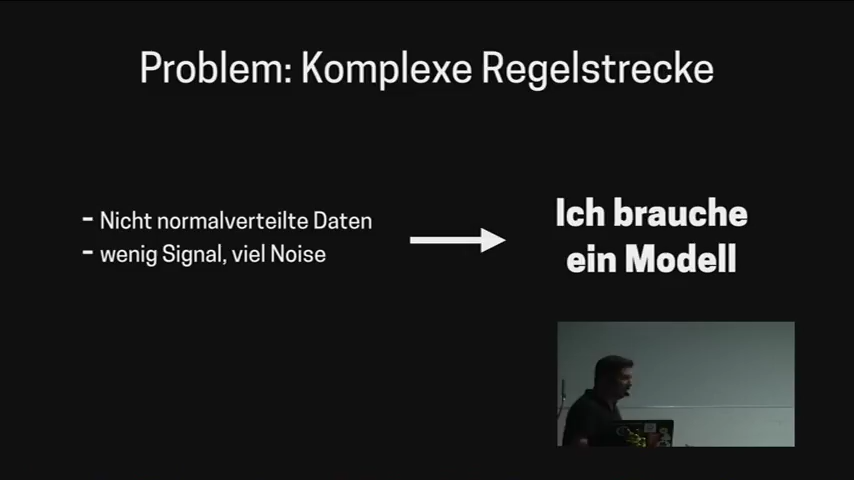 Problem: Komplexe Regelstrecke
- Nicht normalverteilte Daten
- wenig Signal, viel Noise
Ich brauche
ein Modell